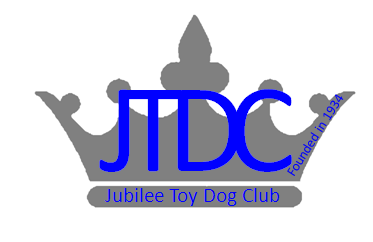 JTDC
Founded in 1934
Jubilee Toy Dog Club